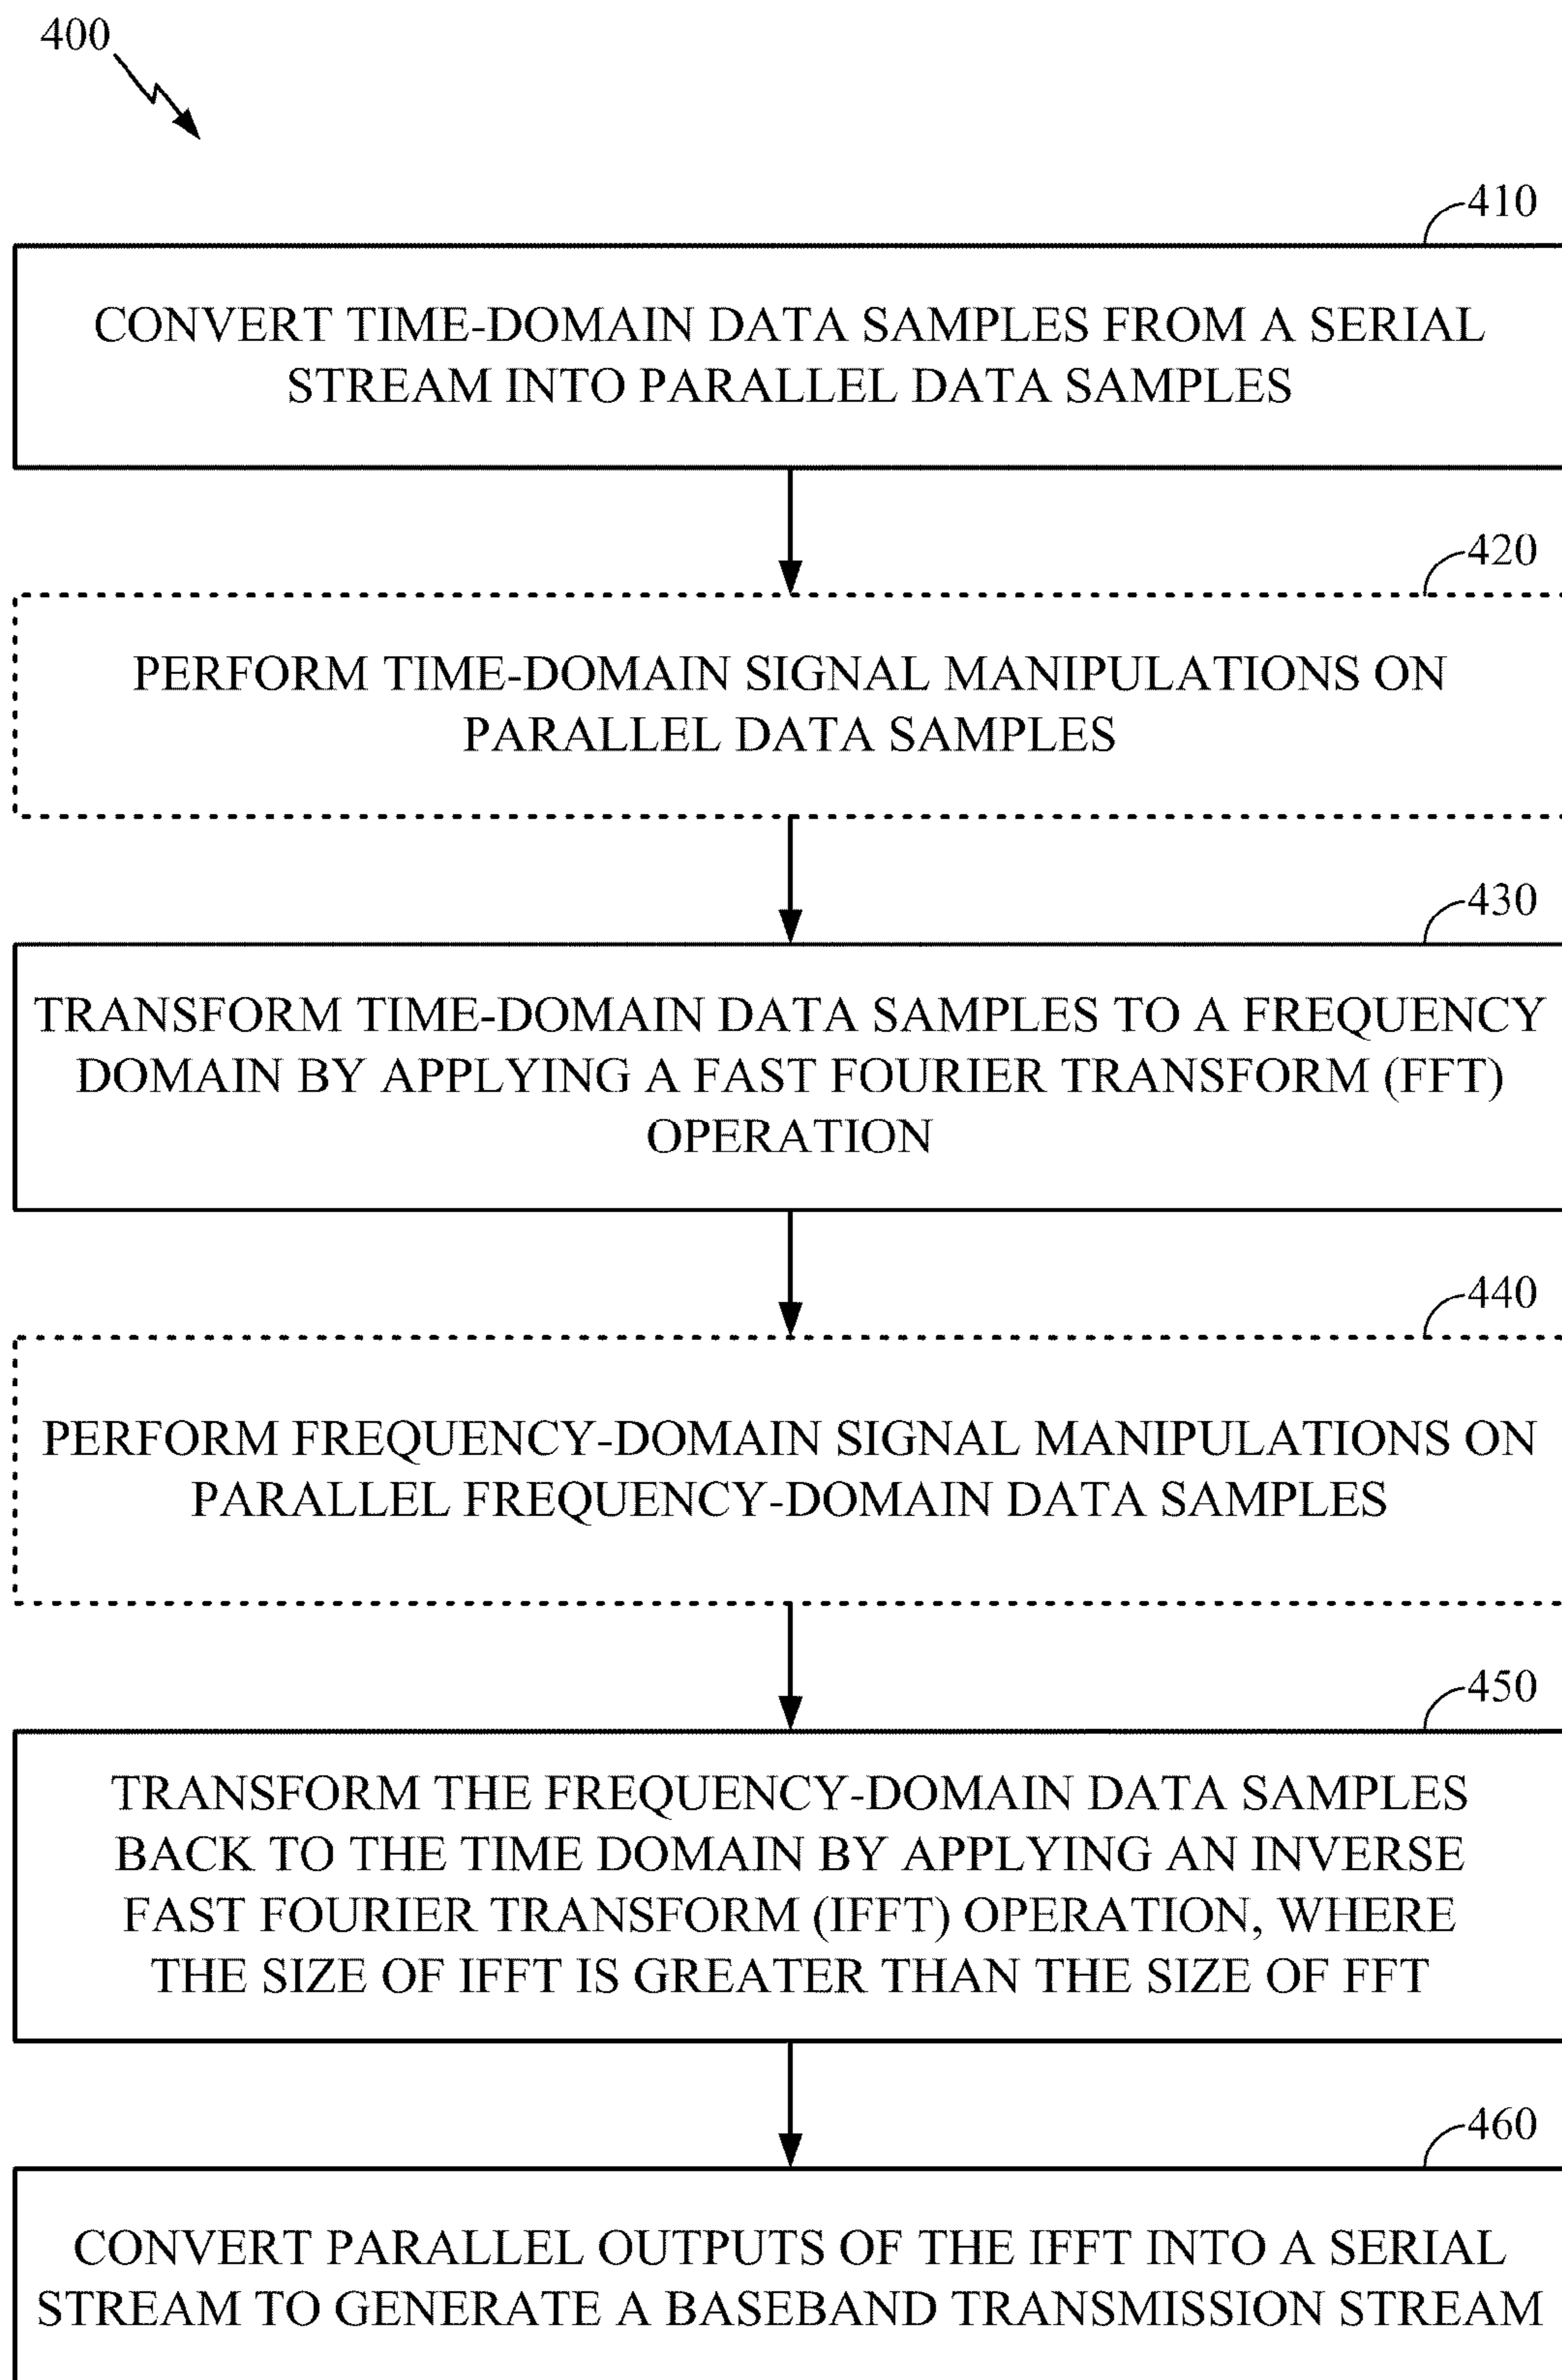 400
410
CONVERT TIME-DOMAIN DATA SAMPLES FROM A SERIAL
STREAM INTO PARALLEL DATA SAMPLES
420
PERFORM TIME-DOMAIN SIGNAL MANIPULATIONS ON
PARALLEL DATA SAMPLES
430
TRANSFORM TIME-DOMAIN DATA SAMPLES TO A FREQUENCY
DOMAIN BY APPLYING A FAST FOURIER TRANSFORM (FFT)
OPERATION
440
PERFORM FREQUENCY-DOMAIN SIGNAL MANIPULATIONS ON
PARALLEL FREQUENCY-DOMAIN DATA SAMPLES
450
TRANSFORM THE FREQUENCY-DOMAIN DATA SAMPLES
BACK TO THE TIME DOMAIN BY APPLYING AN INVERSE
FAST FOURIER TRANSFORM (IFFT) OPERATION, WHERE
THE SIZE OF IFFT IS GREATER THAN THE SIZE OF FFT
460
CONVERT PARALLEL OUTPUTS OF THE IFFT INTO A SERIAL
STREAM TO GENERATE A BASEBAND TRANSMISSION STREAM